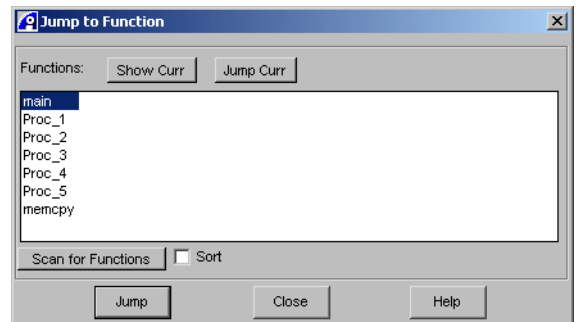 Jump to Function
Functions: Show Curr Jump Curr
main
Proc_1
Proc_2
Proc_3
Proc_4
Proc_5
memcpy
Scan for Functions Sort
Jump Close Help